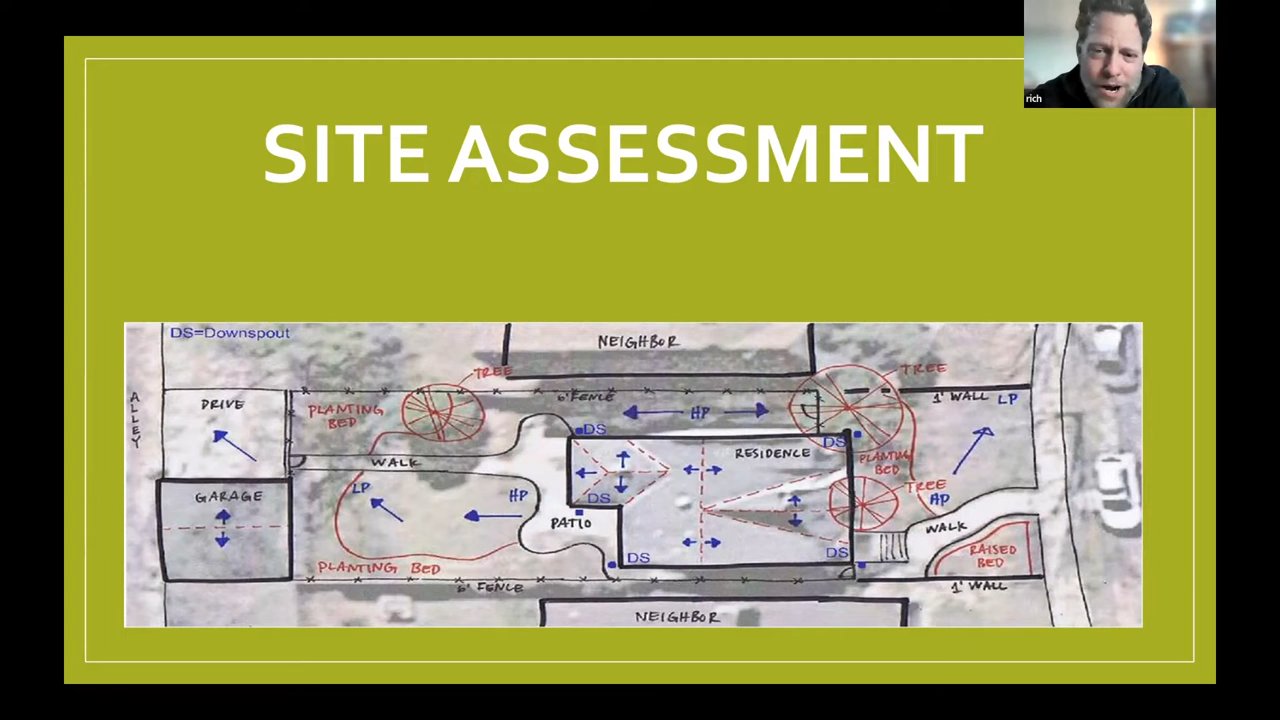 rich
SITE ASSESSMENT
DS=Downspout
NEIGHBOR
TREE
TREE
ALLEY
DRIVE
PLANTING
BED
6' FENCE
HP
1' WALL
LP
DS
DS
WALK
RESIDENCE
PLANTING
BED
LP
HP
GARAGE
DS
TREE
HP
PATIO
WALK
DS
DS
RAISED
BED
PLANTING BED
6' FENCE
1' WALL
NEIGHBOR